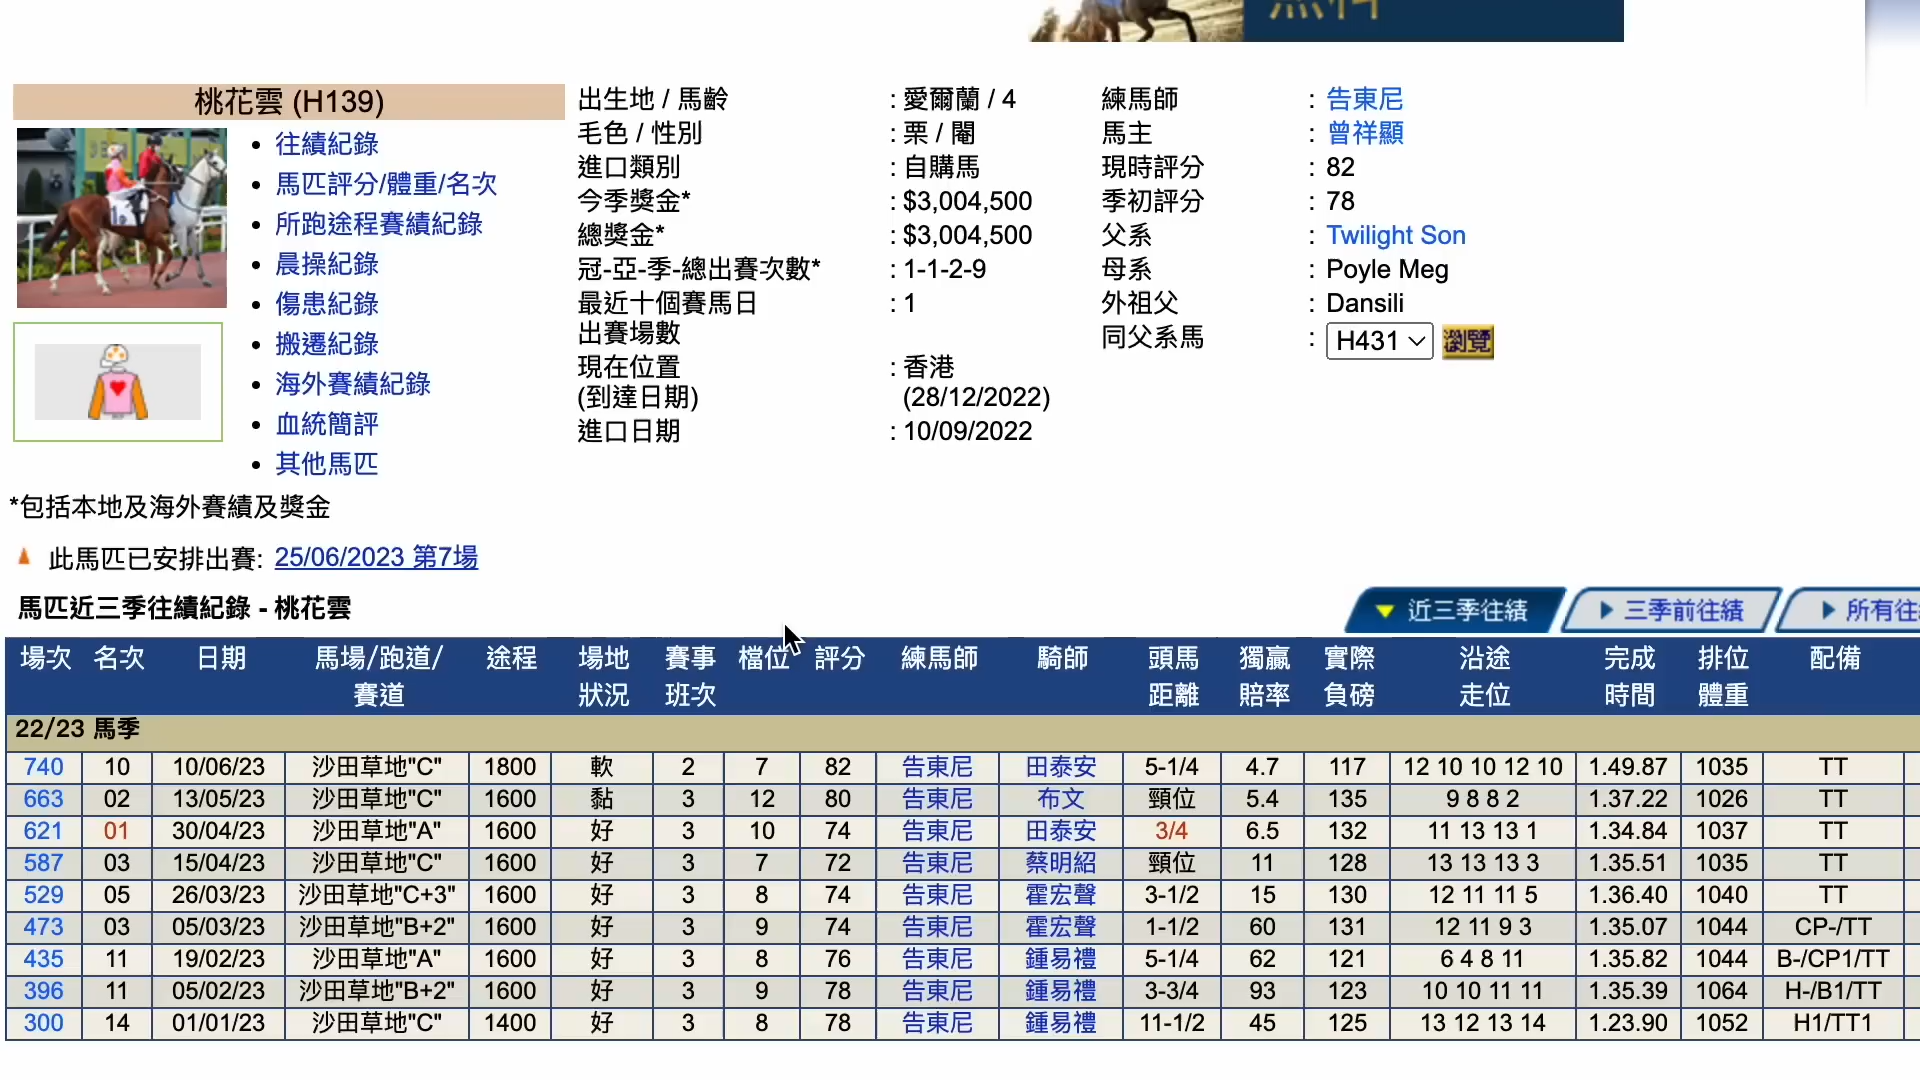 桃花雲 (H139)
往績紀錄
馬匹評分/體重/名次
所跑途程賽績紀錄
晨操紀錄
傷患紀錄
搬遷紀錄
海外賽績紀錄
血統簡評
其他馬匹
出生地 / 馬齡 : 愛爾蘭 / 4
毛色 / 性別 : 栗 / 閹
進口類別 : 自購馬
今季獎金* : $3,004,500
總獎金* : $3,004,500
冠-亞-季-總出賽次數* : 1-1-2-9
最近十個賽馬日 : 1
出賽場數
現在位置 : 香港
(到達日期) (28/12/2022)
進口日期 : 10/09/2022
練馬師 : 告東尼
馬主 : 曾祥顯
現時評分 : 82
季初評分 : 78
父系 : Twilight Son
母系 : Poyle Meg
外祖父 : Dansili
同父系馬 : H431 瀏覽
*包括本地及海外賽績及獎金
此馬匹已安排出賽: 25/06/2023 第7場
馬匹近三季往績紀錄 - 桃花雲
近三季往績 三季前往績 所有往
場次 名次 日期 馬場/跑道/ 途程 場地 賽事 檔位 評分 練馬師 騎師 頭馬 獨贏 實際 沿途 完成 排位 配備
賽道 狀況 班次 距離 賠率 負磅 走位 時間 體重
22/23 馬季
740 10 10/06/23 沙田草地"C" 1800 軟 2 7 82 告東尼 田泰安 5-1/4 4.7 117 12 10 10 12 10 1.49.87 1035 TT
663 02 13/05/23 沙田草地"C" 1600 黏 3 12 80 告東尼 布文 頸位 5.4 135 9 8 8 2 1.37.22 1026 TT
621 01 30/04/23 沙田草地"A" 1600 好 3 10 74 告東尼 田泰安 3/4 6.5 132 11 13 13 1 1.34.84 1037 TT
587 03 15/04/23 沙田草地"C" 1600 好 3 7 72 告東尼 蔡明紹 頸位 11 128 13 13 13 3 1.35.51 1035 TT
529 05 26/03/23 沙田草地"C+3" 1600 好 3 8 74 告東尼 霍宏聲 3-1/2 15 130 12 11 11 5 1.36.40 1040 TT
473 03 05/03/23 沙田草地"B+2" 1600 好 3 9 74 告東尼 霍宏聲 1-1/2 60 131 12 11 9 3 1.35.07 1044 CP-/TT
435 11 19/02/23 沙田草地"A" 1600 好 3 8 76 告東尼 鍾易禮 5-1/4 62 121 6 4 8 11 1.35.82 1044 B-/CP1/TT
396 11 05/02/23 沙田草地"B+2" 1600 好 3 9 78 告東尼 鍾易禮 3-3/4 93 123 10 10 11 11 1.35.39 1064 H-/B1/TT
300 14 01/01/23 沙田草地"C" 1400 好 3 8 78 告東尼 鍾易禮 11-1/2 45 125 13 12 13 14 1.23.90 1052 H1/TT1